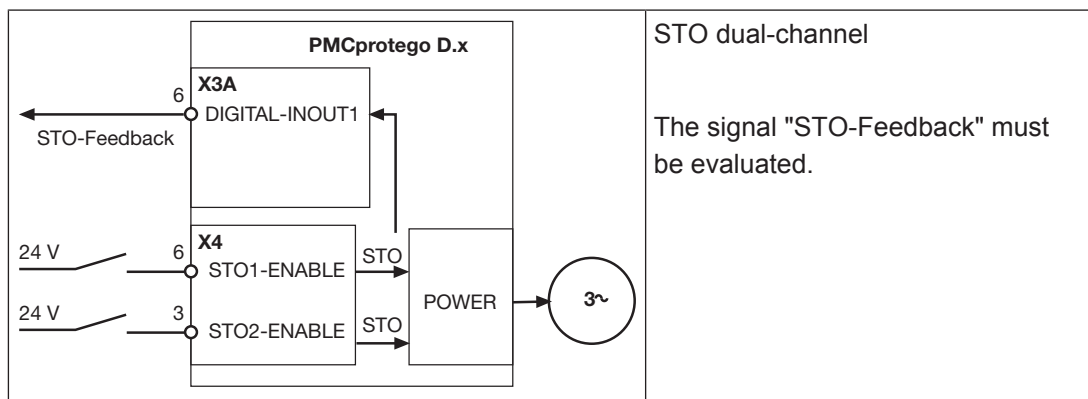 PMCprotego D.x
X3A
6
DIGITAL-INOUT1
STO-Feedback
X4
24 V
6
STO1-ENABLE
STO
24 V
3
STO2-ENABLE
STO
POWER
3~
STO dual-channel
The signal "STO-Feedback" must
be evaluated.